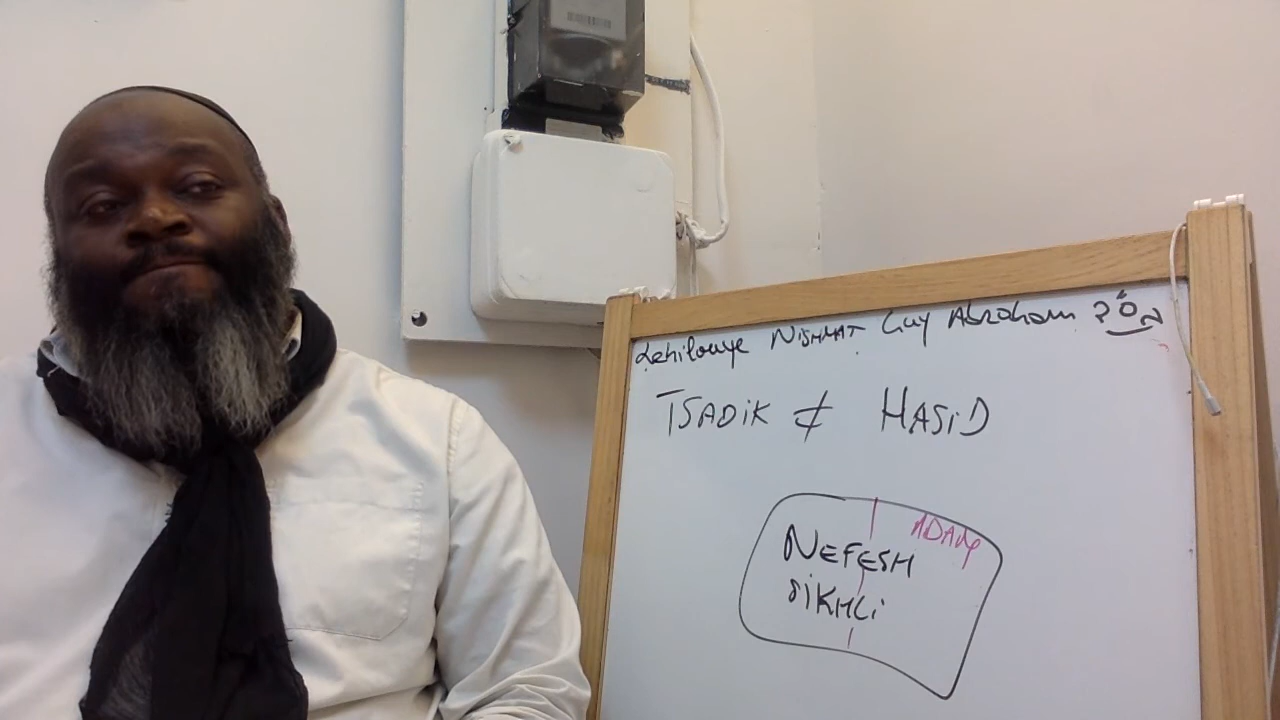 Lehilouye NISHMAT Guy Abraham
TSADIK ≠ HASID
ADAM
NEFESH
SIKHLi